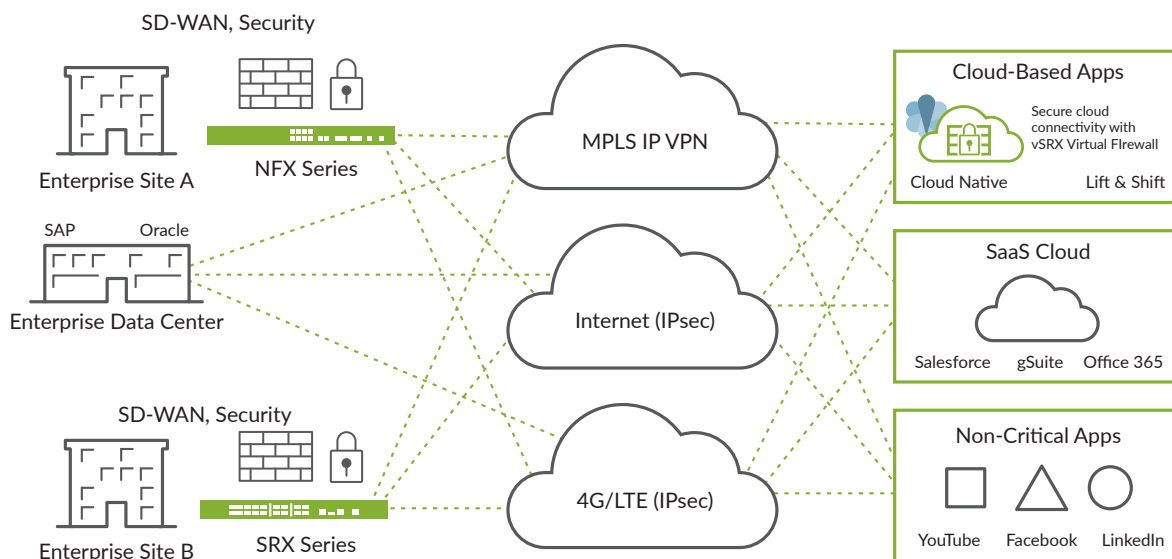 SD-WAN, Security
Enterprise Site A
NFX Series
SAP
Oracle
Enterprise Data Center
SD-WAN, Security
Enterprise Site B
SRX Series
MPLS IP VPN
Internet (IPsec)
4G/LTE (IPsec)
Cloud-Based Apps
Secure cloud
connectivity with
vSRX Virtual FIrewall
Cloud Native
Lift & Shift
SaaS Cloud
Salesforce
gSuite
Office 365
Non-Critical Apps
YouTube
Facebook
LinkedIn